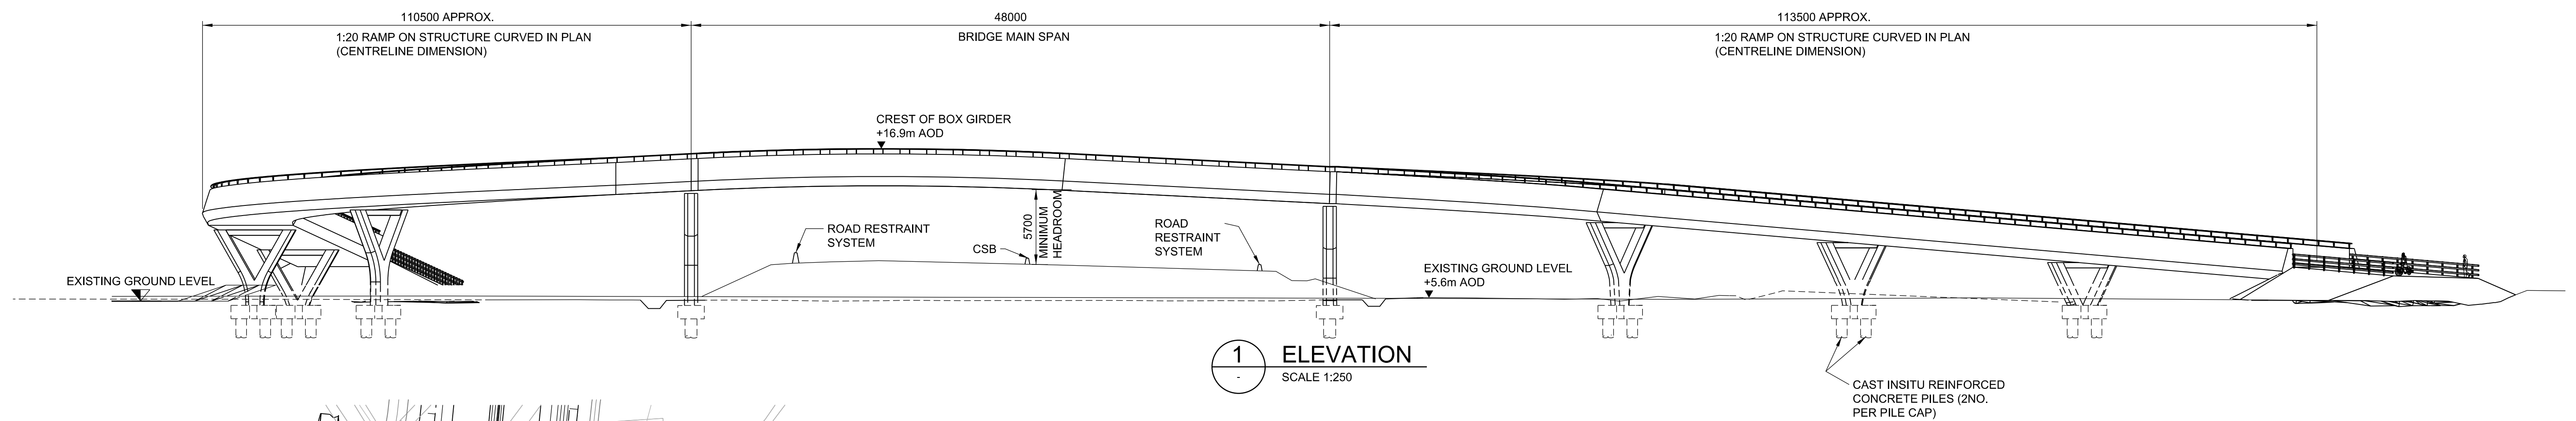 110500 APPROX.
1:20 RAMP ON STRUCTURE CURVED IN PLAN
(CENTRELINE DIMENSION)
48000
BRIDGE MAIN SPAN
113500 APPROX.
1:20 RAMP ON STRUCTURE CURVED IN PLAN
(CENTRELINE DIMENSION)
CREST OF BOX GIRDER
+16.9m AOD
ROAD RESTRAINT
SYSTEM
CSB
5700
MINIMUM
HEADROOM
ROAD
RESTRAINT
SYSTEM
EXISTING GROUND LEVEL
EXISTING GROUND LEVEL
+5.6m AOD
1
-
ELEVATION
SCALE 1:250
CAST INSITU REINFORCED
CONCRETE PILES (2NO.
PER PILE CAP)